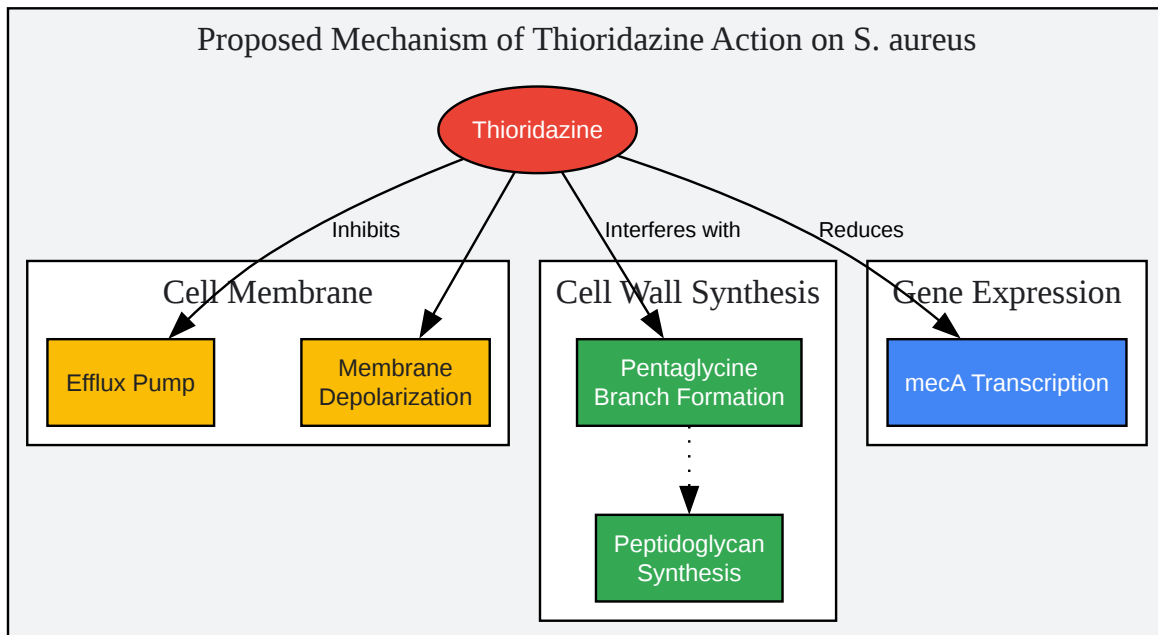 Proposed Mechanism of Thioridazine Action on S. aureus
Thioridazine
Inhibits
Interferes with
Reduces
Cell Membrane
Cell Wall Synthesis
Gene Expression
Efflux Pump
Membrane
Depolarization
Pentaglycine
Branch Formation
mecA Transcription
Peptidoglycan
Synthesis